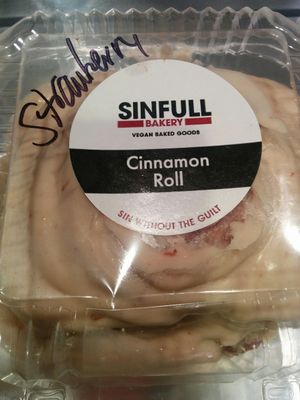 Strawberry
SINFULL
BAKERY
VEGAN BAKED GOODS
Cinnamon
Roll
SIN WITHOUT THE GUILT